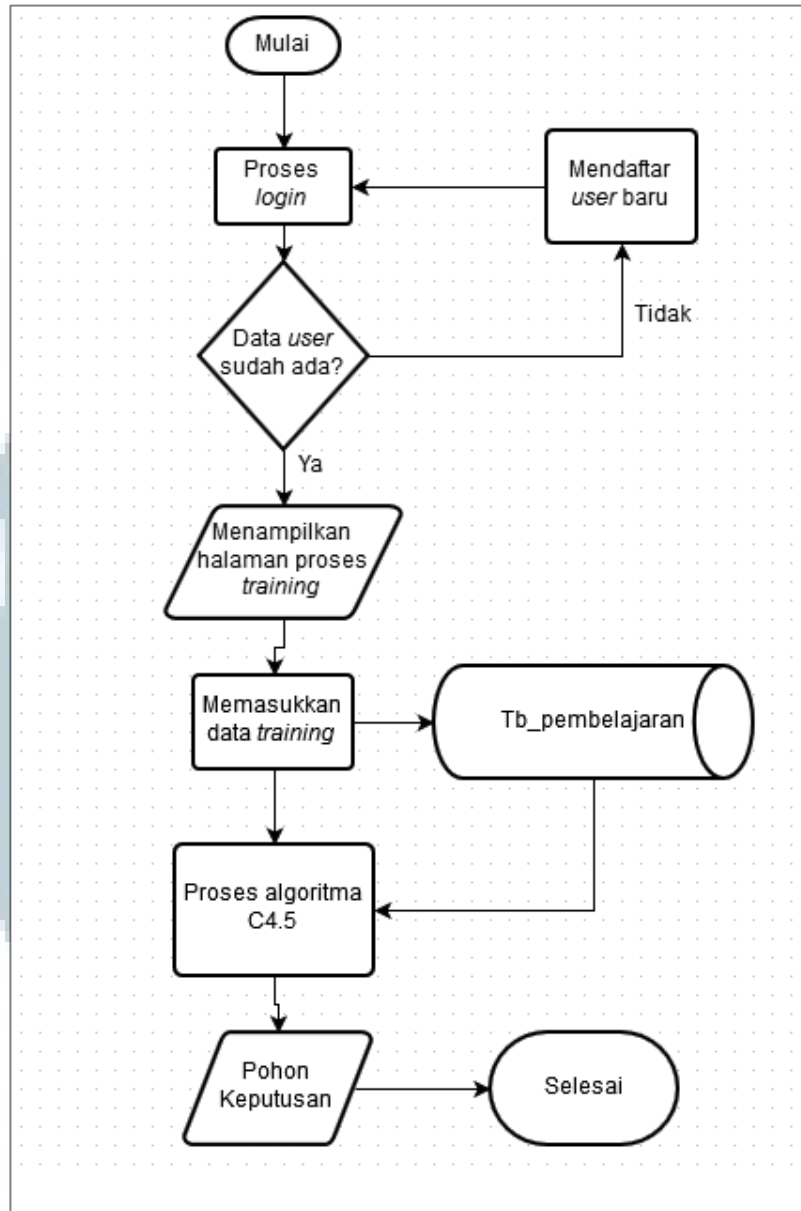 Mulai
Proses
login
Mendaftar
user baru
Tidak
Data user
sudah ada?
Ya
Menampilkan
halaman proses
training
Memasukkan
data training
Tb_pembelajaran
Proses algoritma
C4.5
Pohon
Keputusan
Selesai